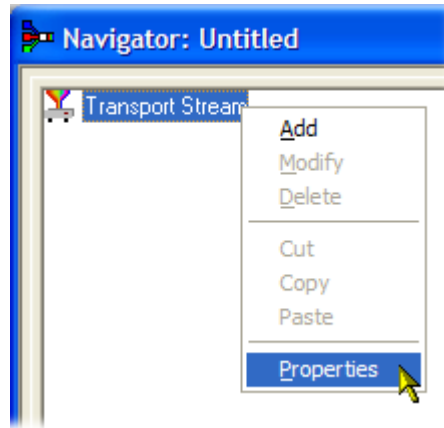 Navigator: Untitled
Transport Stream
Add
Modify
Delete
Cut
Copy
Paste
Properties